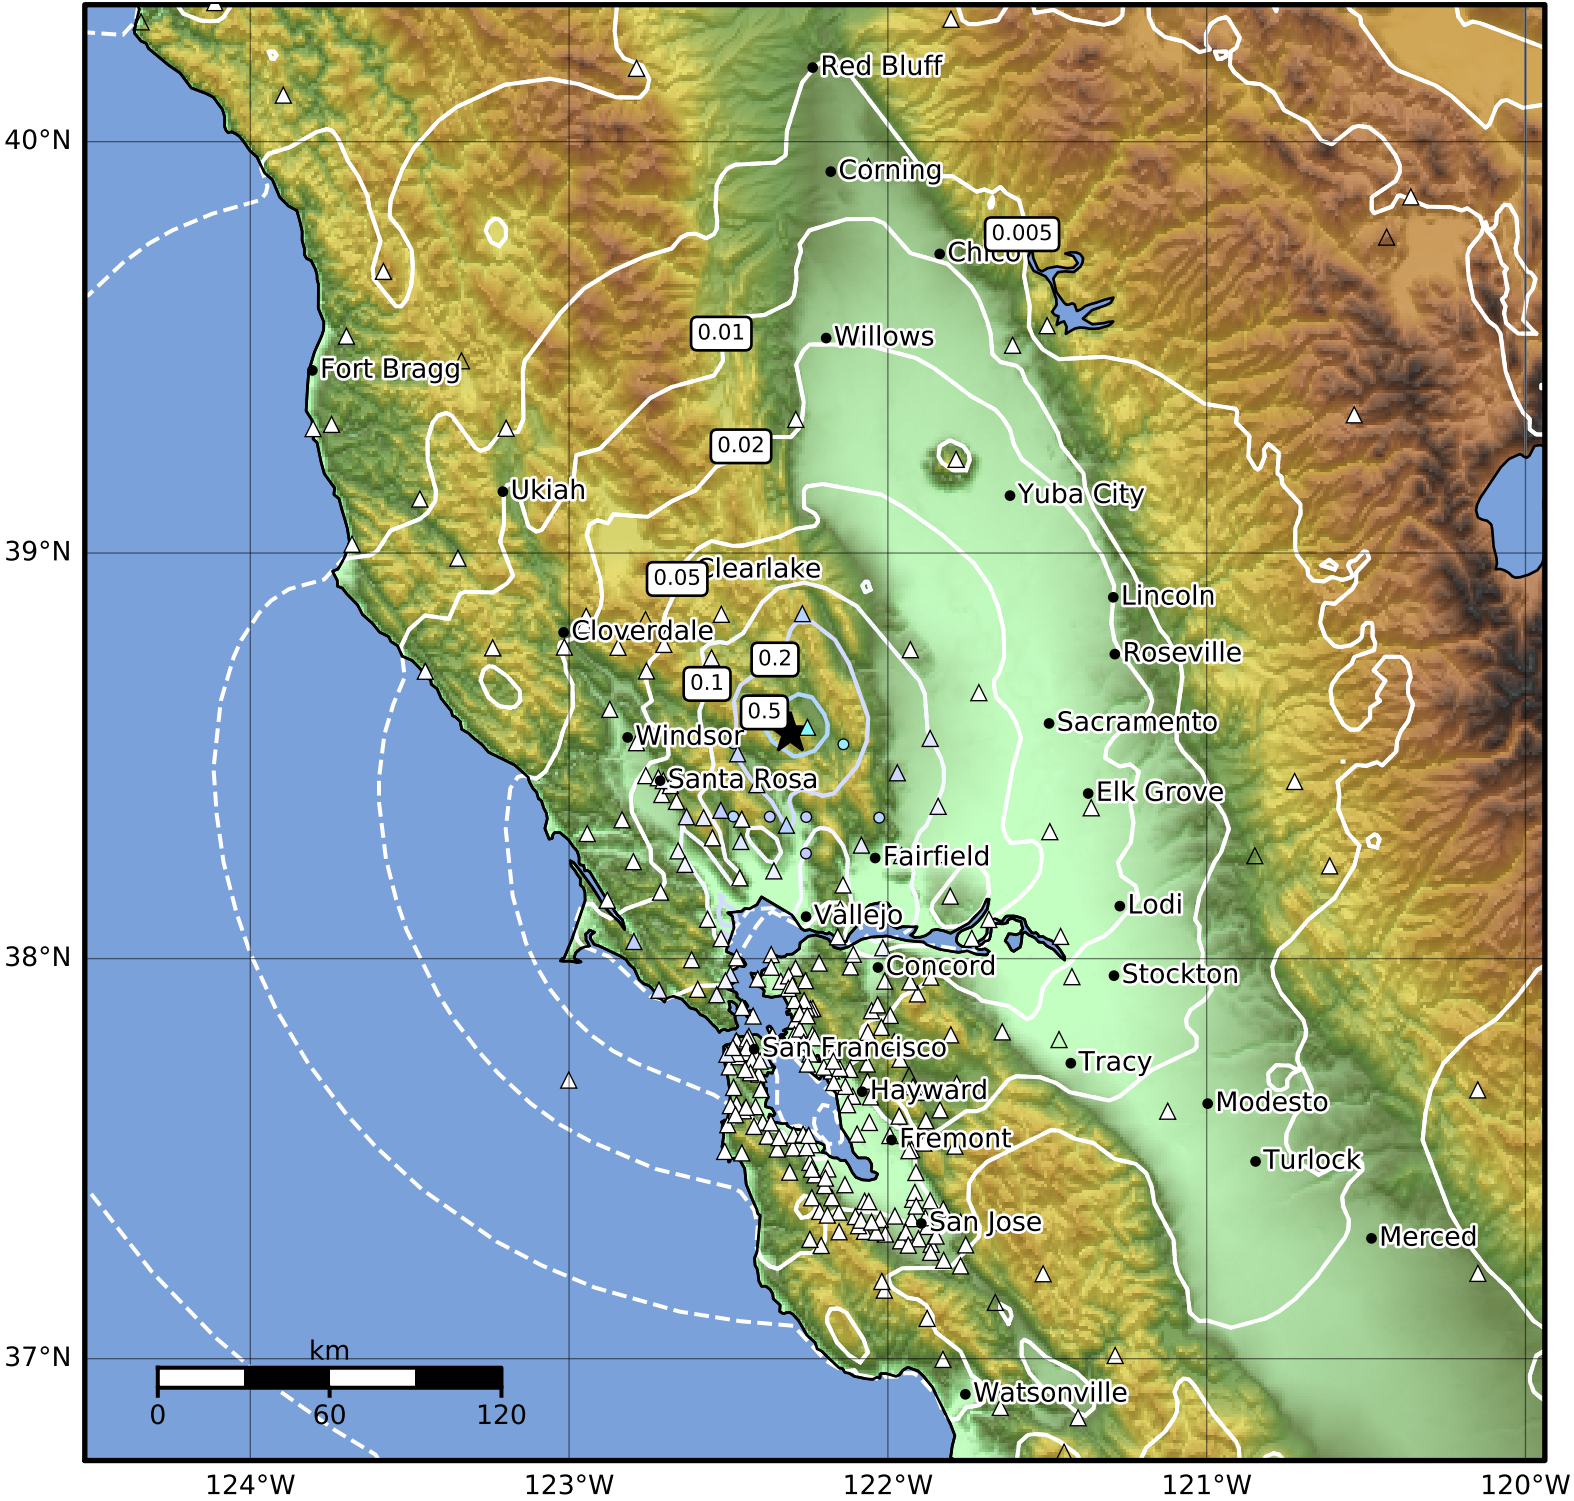 Red Bluff
40°N
Corning
0.005
Chico
0.01
Willows
Fort Bragg
0.02
Ukiah
Yuba City
39°N
Clearlake
0.05
Lincoln
Cloverdale
0.2
Roseville
0.1
0.5
Sacramento
Windsor
Santa Rosa
Elk Grove
Fairfield
Lodi
Vallejo
38°N
Concord
Stockton
San Francisco
Tracy
Hayward
Modesto
Fremont
Turlock
San Jose
Merced
37°N
km
0 60 120
Watsonville
124°W 123°W 122°W 121°W 120°W